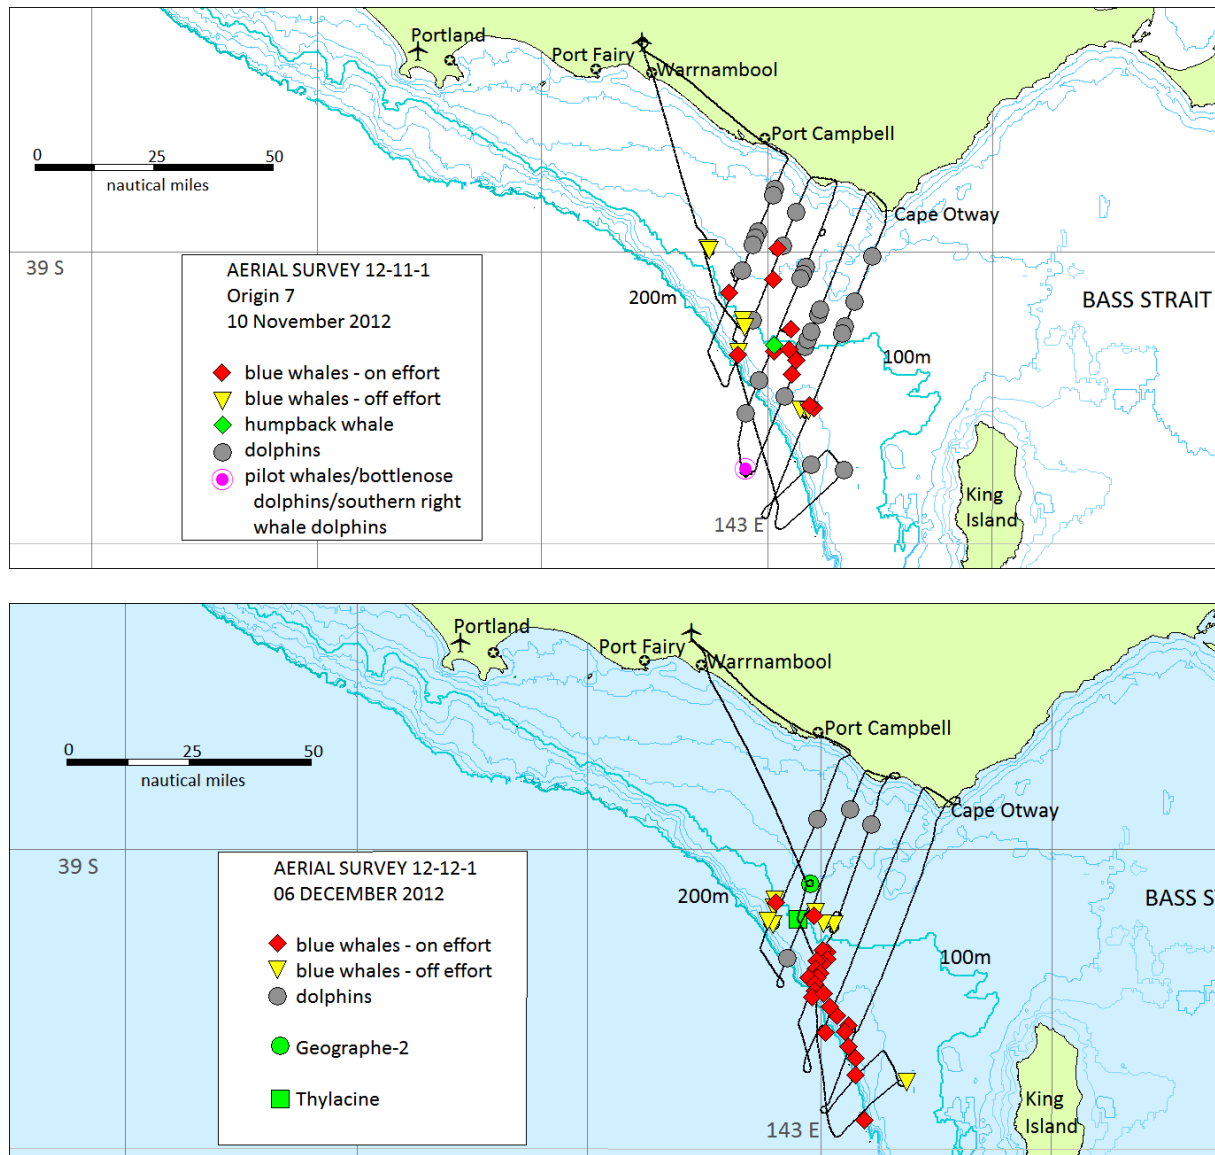 Portland
Port Fairy
Warrnambool
Port Campbell
0 25 50
nautical miles
Cape Otway
39 S
AERIAL SURVEY 12-11-1
Origin 7
10 November 2012
200m
BASS STRAIT
100m
blue whales - on effort
blue whales - off effort
humpback whale
dolphins
pilot whales/bottlenose
dolphins/southern right
whale dolphins
King
Island
143 E
Portland
Port Fairy
Warrnambool
Port Campbell
0 25 50
nautical miles
Cape Otway
39 S
AERIAL SURVEY 12-12-1
06 DECEMBER 2012
200m
BASS S
100m
blue whales - on effort
blue whales - off effort
dolphins
Geographe-2
Thylacine
King
Island
143 E